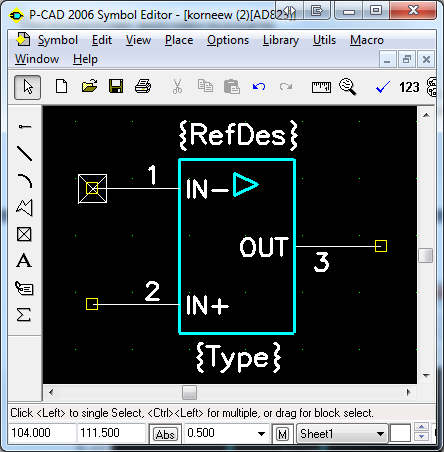 P-CAD 2006 Symbol Editor - [korneew (2)[AD823]]
Symbol Edit View Place Options Library Utils Macro
Window Help
123
{RefDes}
1 IN-
OUT
3
2 IN+
{Type}
A
Σ
Click <Left> to single Select, <Ctrl><Left> for multiple, or drag for block select.
104.000 111.500 Abs 0.500 M Sheet1